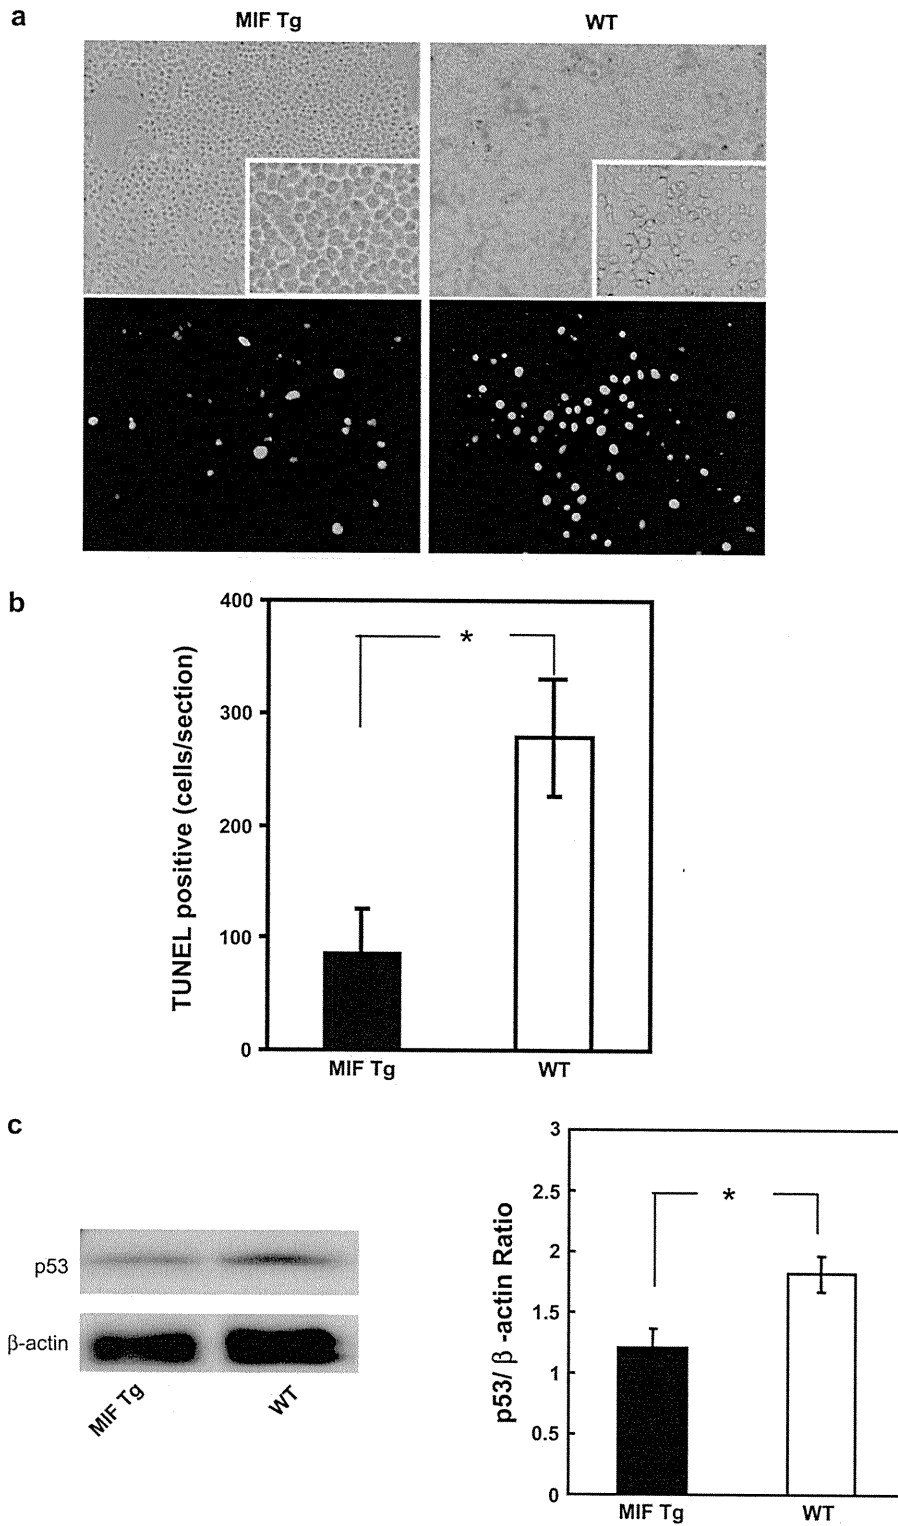 a
MIF Tg
WT
b
TUNEL positive (cells/section)
400
300
200
100
0
*
MIF Tg
WT
c
p53
β-actin
MIF Tg
WT
p53/ β -actin Ratio
3
2.5
2
1.5
1
0.5
0
*
MIF Tg
WT